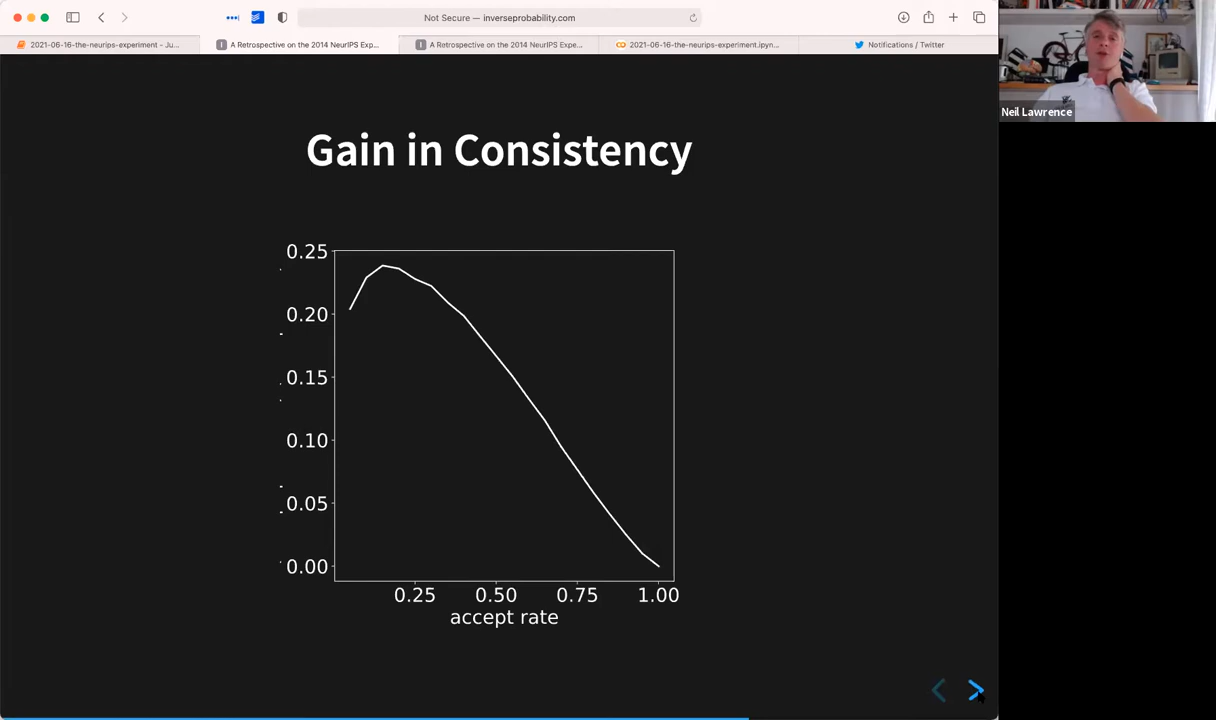 Not Secure — inverseprobability.com
2021-06-16-the-neurips-experiment - Ju...
A Retrospective on the 2014 NeurIPS Exp...
A Retrospective on the 2014 NeurIPS Expe...
2021-06-16-the-neurips-experiment.ipyn...
Notifications / Twitter
Neil Lawrence
Gain in Consistency
0.25
0.20
0.15
0.10
0.05
0.00
0.25 0.50 0.75 1.00
accept rate